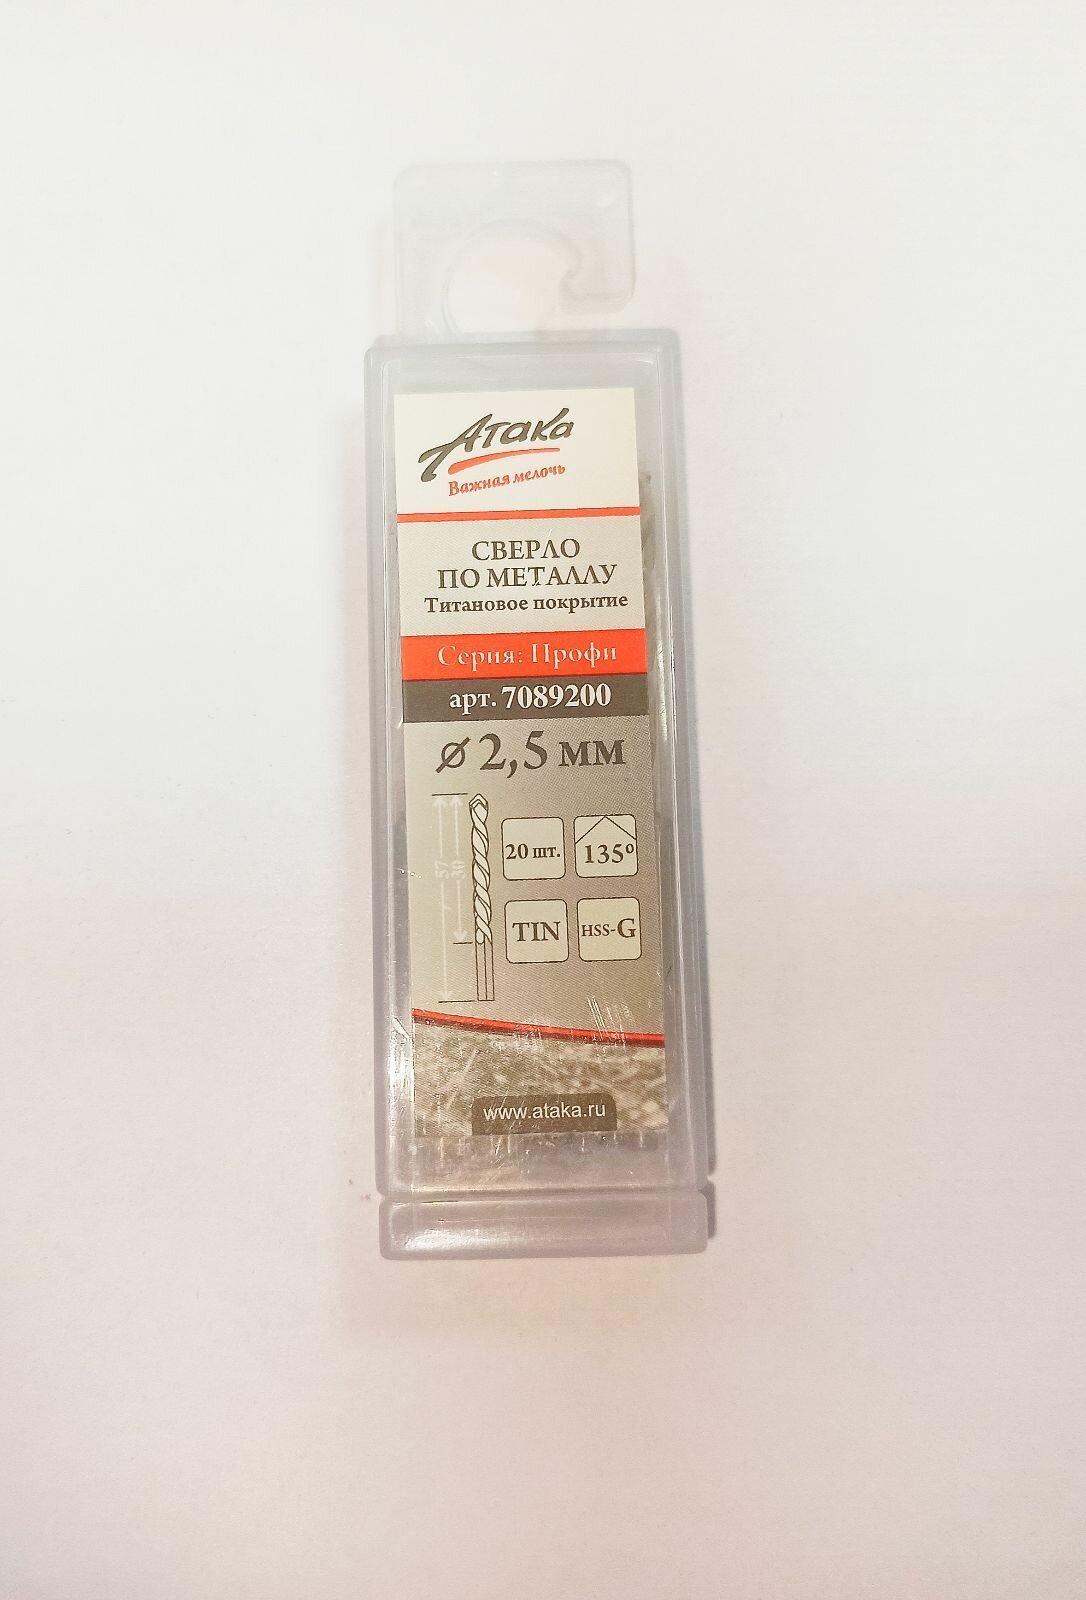 Атака
Важная мелочь
СВЕРЛО
ПО МЕТАЛЛУ
Титановое покрытие
Серия: Профи
арт. 7089200
ø 2,5 мм
57
30
20 шт.
135º
TIN
HSS-G
www.ataka.ru